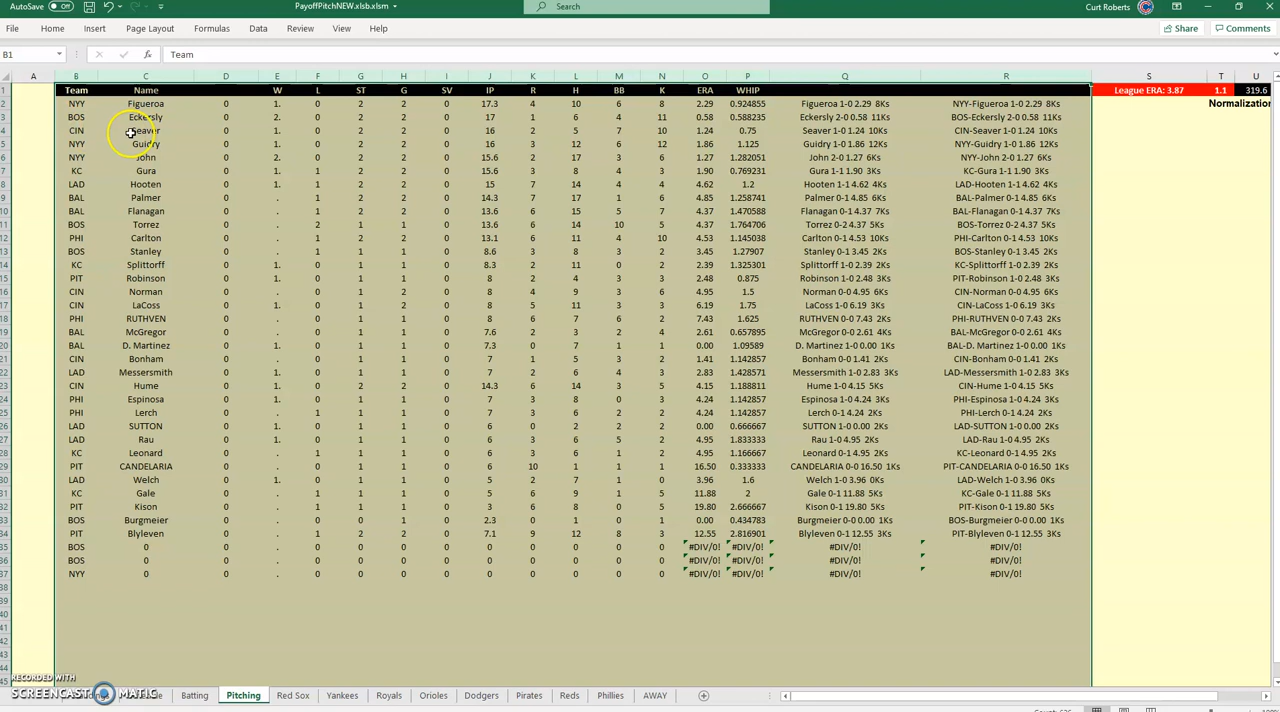 AutoSave Off PayoffPitchNEW.xlsb.xlsm Search Curt Roberts
File Home Insert Page Layout Formulas Data Review View Help Share Comments
B1 fx Team
A B C D E F G H I J K L M N O P Q R S T U
1 Team Name W L ST G SV IP R H BB K ERA WHIP League ERA: 3.87 1.1 319.6
2 NYY Figueroa 0 1. 0 2 2 0 17.3 4 10 6 8 2.29 0.924855 Figueroa 1-0 2.29 8Ks NYY-Figueroa 1-0 2.29 8Ks Normalization
3 BOS Eckersly 0 2. 0 2 2 0 17 1 6 4 11 0.58 0.588235 Eckersly 2-0 0.58 11Ks BOS-Eckersly 2-0 0.58 11Ks
4 CIN Seaver 0 1. 0 2 2 0 16 2 5 7 10 1.24 0.75 Seaver 1-0 1.24 10Ks CIN-Seaver 1-0 1.24 10Ks
5 NYY Guidry 0 1. 0 2 2 0 16 3 12 6 12 1.86 1.125 Guidry 1-0 1.86 12Ks NYY-Guidry 1-0 1.86 12Ks
6 NYY John 0 2. 0 2 2 0 15.6 2 17 3 6 1.27 1.282051 John 2-0 1.27 6Ks NYY-John 2-0 1.27 6Ks
7 KC Gura 0 1. 1 2 2 0 15.6 3 8 4 3 1.90 0.769231 Gura 1-1 1.90 3Ks KC-Gura 1-1 1.90 3Ks
8 LAD Hooten 0 1. 1 2 2 0 15 7 14 4 4 4.62 1.2 Hooten 1-1 4.62 4Ks LAD-Hooten 1-1 4.62 4Ks
9 BAL Palmer 0 . 1 2 2 0 14.3 7 17 1 6 4.85 1.258741 Palmer 0-1 4.85 6Ks BAL-Palmer 0-1 4.85 6Ks
10 BAL Flanagan 0 . 1 2 2 0 13.6 6 15 5 7 4.37 1.470588 Flanagan 0-1 4.37 7Ks BAL-Flanagan 0-1 4.37 7Ks
11 BOS Torrez 0 . 2 2 2 0 13.6 6 14 10 5 4.37 1.764706 Torrez 0-2 4.37 5Ks BOS-Torrez 0-2 4.37 5Ks
12 PHI Carlton 0 . 1 2 2 0 13.1 6 11 4 10 4.53 1.145038 Carlton 0-1 4.53 10Ks PHI-Carlton 0-1 4.53 10Ks
13 BOS Stanley 0 . 1 1 1 0 8.6 3 8 3 2 3.45 1.27907 Stanley 0-1 3.45 2Ks BOS-Stanley 0-1 3.45 2Ks
14 KC Splittorff 0 1. 0 1 1 0 8.3 2 11 0 2 2.39 1.325301 Splittorff 1-0 2.39 2Ks KC-Splittorff 1-0 2.39 2Ks
15 PIT Robinson 0 1. 0 1 1 0 8 2 4 3 3 2.48 0.875 Robinson 1-0 2.48 3Ks PIT-Robinson 1-0 2.48 3Ks
16 CIN Norman 0 . 0 1 1 0 8 4 9 3 6 4.95 1.5 Norman 0-0 4.95 6Ks CIN-Norman 0-0 4.95 6Ks
17 CIN LaCoss 0 1. 0 1 2 0 8 5 11 3 3 6.19 1.75 LaCoss 1-0 6.19 3Ks CIN-LaCoss 1-0 6.19 3Ks
18 PHI RUTHVEN 0 . 0 1 1 0 8 6 7 6 2 7.43 1.625 RUTHVEN 0-0 7.43 2Ks PHI-RUTHVEN 0-0 7.43 2Ks
19 BAL McGregor 0 . 0 1 1 0 7.6 2 3 2 4 2.61 0.657895 McGregor 0-0 2.61 4Ks BAL-McGregor 0-0 2.61 4Ks
20 BAL D. Martinez 0 1. 0 1 1 0 7.3 0 7 1 1 0.00 1.09589 D. Martinez 1-0 0.00 1Ks BAL-D. Martinez 1-0 0.00 1Ks
21 CIN Bonham 0 . 0 1 1 0 7 1 5 3 2 1.41 1.142857 Bonham 0-0 1.41 2Ks CIN-Bonham 0-0 1.41 2Ks
22 LAD Messersmith 0 1. 0 1 1 0 7 2 6 4 3 2.83 1.428571 Messersmith 1-0 2.83 3Ks LAD-Messersmith 1-0 2.83 3Ks
23 CIN Hume 0 1. 0 2 2 0 14.3 6 14 3 5 4.15 1.188811 Hume 1-0 4.15 5Ks CIN-Hume 1-0 4.15 5Ks
24 PHI Espinosa 0 1. 0 1 1 0 7 3 8 0 3 4.24 1.142857 Espinosa 1-0 4.24 3Ks PHI-Espinosa 1-0 4.24 3Ks
25 PHI Lerch 0 . 1 1 1 0 7 3 6 2 2 4.24 1.142857 Lerch 0-1 4.24 2Ks PHI-Lerch 0-1 4.24 2Ks
26 LAD SUTTON 0 1. 0 1 1 0 6 0 2 2 2 0.00 0.666667 SUTTON 1-0 0.00 2Ks LAD-SUTTON 1-0 0.00 2Ks
27 LAD Rau 0 1. 0 1 1 0 6 3 6 5 2 4.95 1.833333 Rau 1-0 4.95 2Ks LAD-Rau 1-0 4.95 2Ks
28 KC Leonard 0 . 1 1 1 0 6 3 6 1 2 4.95 1.166667 Leonard 0-1 4.95 2Ks KC-Leonard 0-1 4.95 2Ks
29 PIT CANDELARIA 0 . 0 1 1 0 6 10 1 1 1 16.50 0.333333 CANDELARIA 0-0 16.50 1Ks PIT-CANDELARIA 0-0 16.50 1Ks
30 LAD Welch 0 1. 0 1 1 0 5 2 7 1 0 3.96 1.6 Welch 1-0 3.96 0Ks LAD-Welch 1-0 3.96 0Ks
31 KC Gale 0 . 1 1 1 0 5 6 9 1 5 11.88 2 Gale 0-1 11.88 5Ks KC-Gale 0-1 11.88 5Ks
32 PIT Kison 0 . 1 1 1 0 3 6 8 0 5 19.80 2.666667 Kison 0-1 19.80 5Ks PIT-Kison 0-1 19.80 5Ks
33 BOS Burgmeier 0 . 0 0 1 0 2.3 0 1 0 1 0.00 0.434783 Burgmeier 0-0 0.00 1Ks BOS-Burgmeier 0-0 0.00 1Ks
34 PIT Blyleven 0 . 1 2 2 0 7.1 9 12 8 3 12.55 2.816901 Blyleven 0-1 12.55 3Ks PIT-Blyleven 0-1 12.55 3Ks
35 BOS 0 0 . 0 0 0 0 0 0 0 0 0 #DIV/0! #DIV/0! #DIV/0! #DIV/0!
36 BOS 0 0 . 0 0 0 0 0 0 0 0 0 #DIV/0! #DIV/0! #DIV/0! #DIV/0!
37 NYY 0 0 . 0 0 0 0 0 0 0 0 0 #DIV/0! #DIV/0! #DIV/0! #DIV/0!
38
39
40
41
42
43
44
45
RECORDED WITH
SCREENCAST MATIC
Batting Pitching Red Sox Yankees Royals Orioles Dodgers Pirates Reds Phillies AWAY